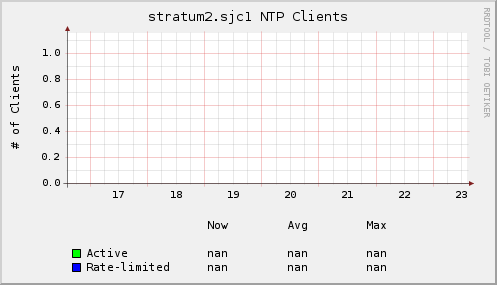 stratum2.sjc1 NTP Clients
RRDTOOL / TOBI OETIKER
# of Clients
1.0
0.8
0.6
0.4
0.2
0.0
17 18 19 20 21 22 23
Now Avg Max
Active nan nan nan
Rate-limited nan nan nan